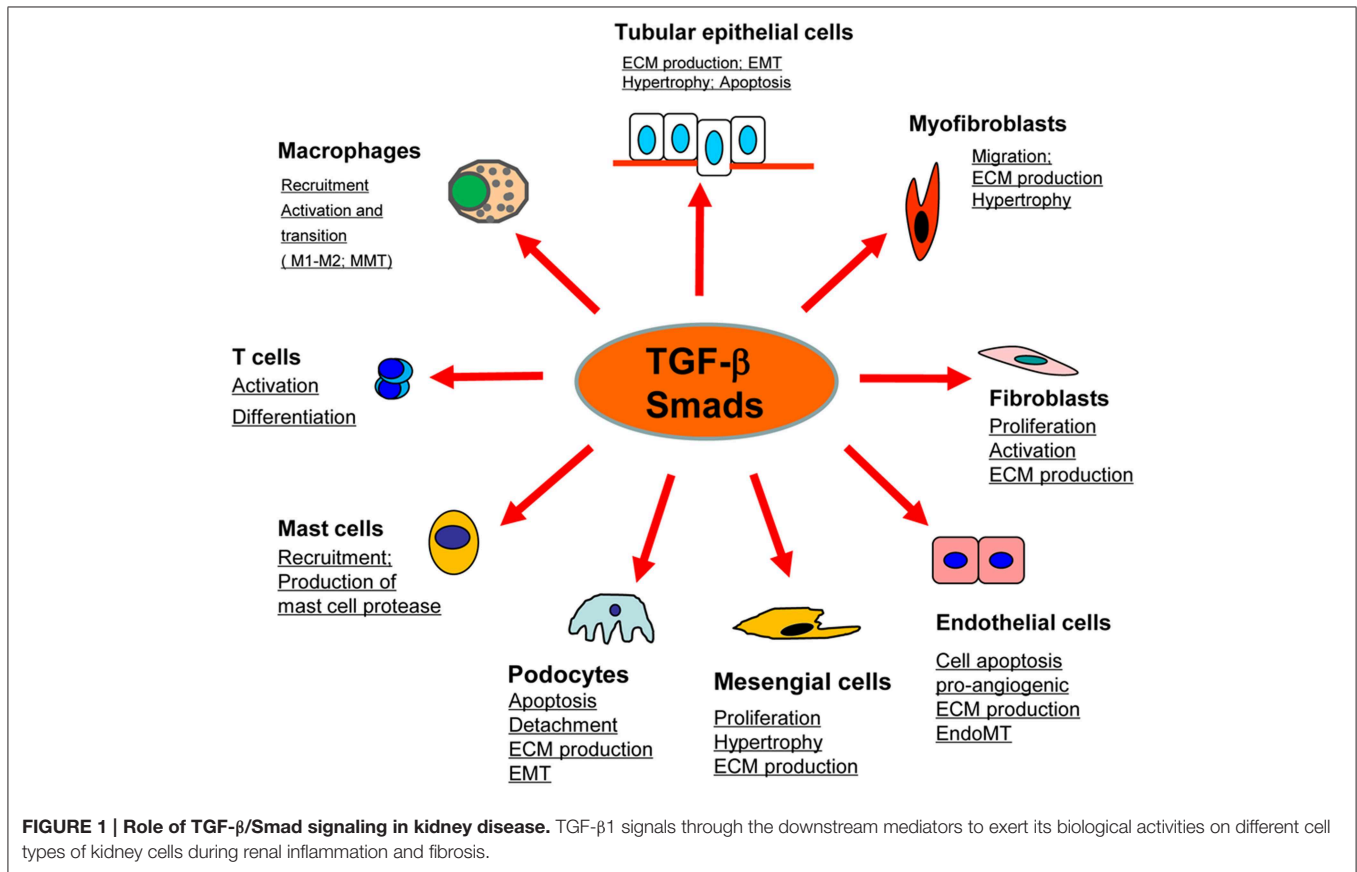 Tubular epithelial cells
ECM production; EMT
Hypertrophy; Apoptosis
Macrophages
Recruitment
Activation and
transition
( M1-M2; MMT)
Myofibroblasts
Migration;
ECM production
Hypertrophy
T cells
Activation
Differentiation
TGF-β
Smads
Fibroblasts
Proliferation
Activation
ECM production
Mast cells
Recruitment;
Production of
mast cell protease
Podocytes
Apoptosis
Detachment
ECM production
EMT
Mesengial cells
Proliferation
Hypertrophy
ECM production
Endothelial cells
Cell apoptosis
pro-angiogenic
ECM production
EndoMT
FIGURE 1 | Role of TGF-β/Smad signaling in kidney disease. TGF-β1 signals through the downstream mediators to exert its biological activities on different cell
types of kidney cells during renal inflammation and fibrosis.